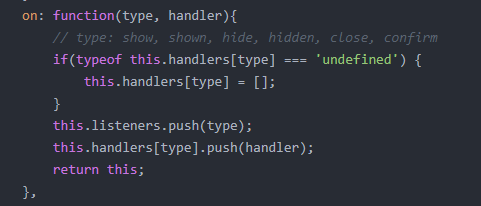 on: function(type, handler){
// type: show, shown, hide, hidden, close, confirm
if(typeof this.handlers[type] === 'undefined') {
this.handlers[type] = [];
}
this.listeners.push(type);
this.handlers[type].push(handler);
return this;
},